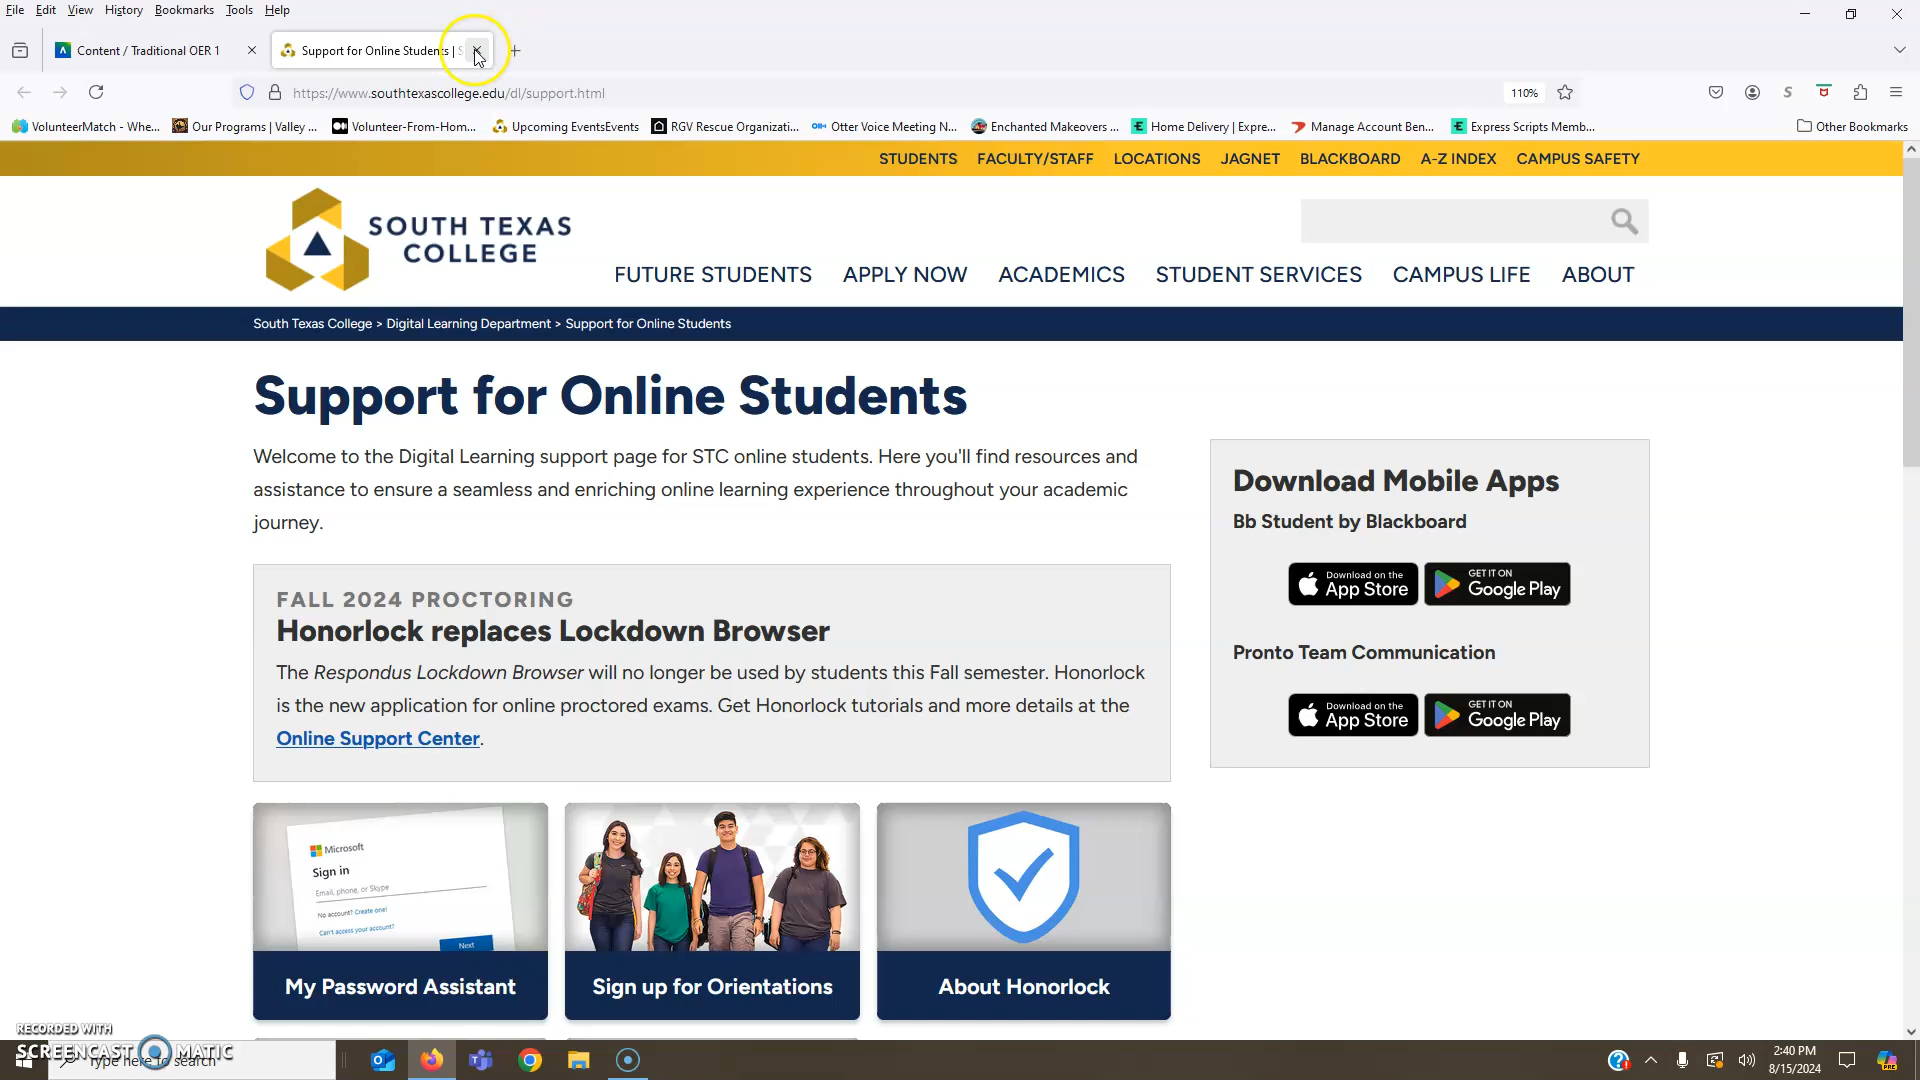 File Edit View History Bookmarks Tools Help
Content / Traditional OER 1
Support for Online Students | S
https://www.southtexascollege.edu/dl/support.html
110%
VolunteerMatch - Whe...
Our Programs | Valley ...
Volunteer-From-Hom...
Upcoming EventsEvents
RGV Rescue Organizati...
Otter Voice Meeting N...
Enchanted Makeovers ...
Home Delivery | Expre...
Manage Account Ben...
Express Scripts Memb...
Other Bookmarks
STUDENTS FACULTY/STAFF LOCATIONS JAGNET BLACKBOARD A-Z INDEX CAMPUS SAFETY
SOUTH TEXAS
COLLEGE
FUTURE STUDENTS APPLY NOW ACADEMICS STUDENT SERVICES CAMPUS LIFE ABOUT
South Texas College > Digital Learning Department > Support for Online Students
Support for Online Students
Welcome to the Digital Learning support page for STC online students. Here you'll find resources and
assistance to ensure a seamless and enriching online learning experience throughout your academic
journey.
FALL 2024 PROCTORING
Honorlock replaces Lockdown Browser
The Respondus Lockdown Browser will no longer be used by students this Fall semester. Honorlock
is the new application for online proctored exams. Get Honorlock tutorials and more details at the
Online Support Center.
Download Mobile Apps
Bb Student by Blackboard
Download on the
App Store
GET IT ON
Google Play
Pronto Team Communication
Download on the
App Store
GET IT ON
Google Play
Microsoft
Sign in
Email, phone, or Skype
No account? Create one!
Can't access your account?
Next
My Password Assistant
Sign up for Orientations
About Honorlock
RECORDED WITH
SCREENCAST MATIC
Type here to search
2:40 PM
8/15/2024